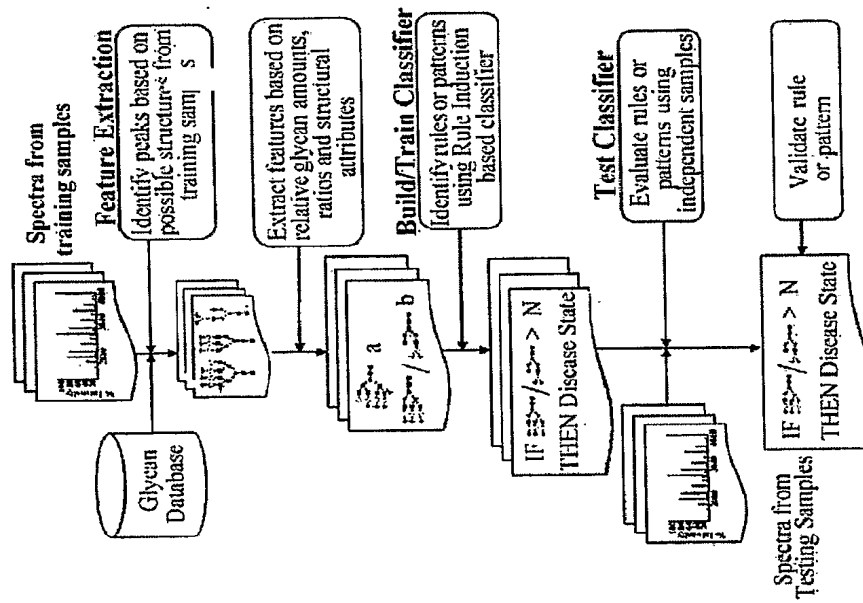 Spectra from
training samples
Feature Extraction
Identify peaks based on
possible structures from
training samp s
Glycan
Database
Extract features based on
relative glycan amounts,
ratios and structural
attributes
a
/ b
Build/Train Classifier
Identify rules or patterns
using Rule Induction
based classifier
IF / > N
THEN Disease State
Test Classifier
Evaluate rules or
patterns using
independent samples
Spectra from
Testing Samples
IF / > N
THEN Disease State
Validate rule
or pattern